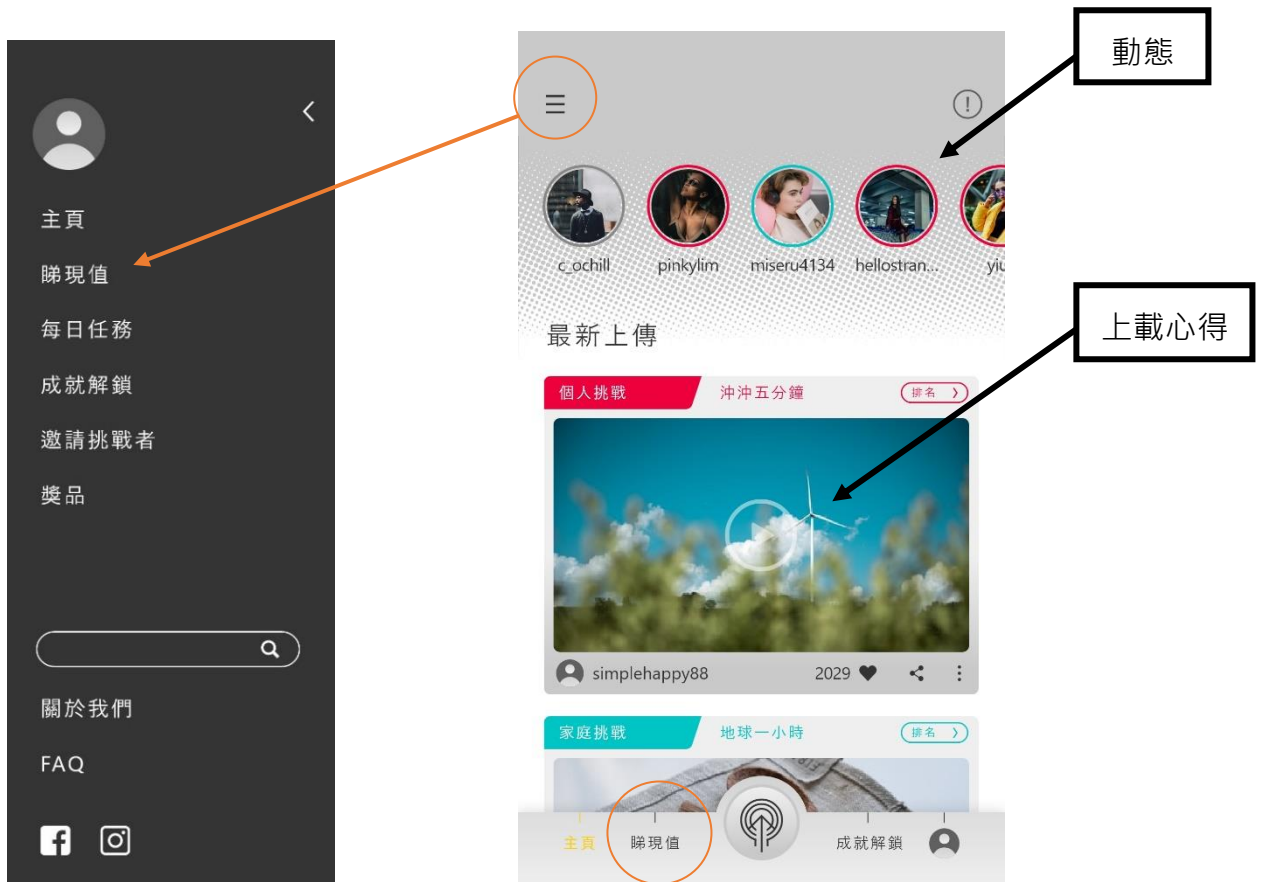 主頁
睇現值
每日任務
成就解鎖
邀請挑戰者
獎品
關於我們
FAQ
動態
c_ochill
pinkylim
miseru4134
hellostran...
yiu
最新上傳
上載心得
個人挑戰 沖沖五分鐘 排名
simplehappy88 2029
家庭挑戰 地球一小時 排名
主頁 睇現值 成就解鎖